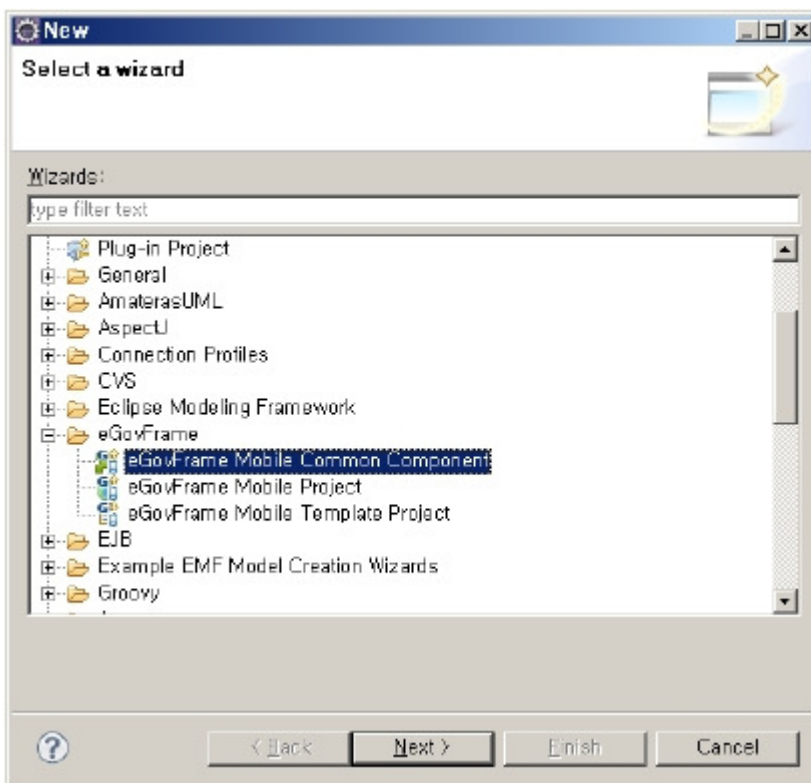 New
Select a wizard
Wizards:
type filter text
Plug-in Project
General
AmaterasUML
AspectJ
Connection Profiles
CVS
Eclipse Modeling Framework
eGovFrame
eGovFrame Mobile Common Component
eGovFrame Mobile Project
eGovFrame Mobile Template Project
EJB
Example EMF Model Creation Wizards
Groovy
? < Back Next > Finish Cancel